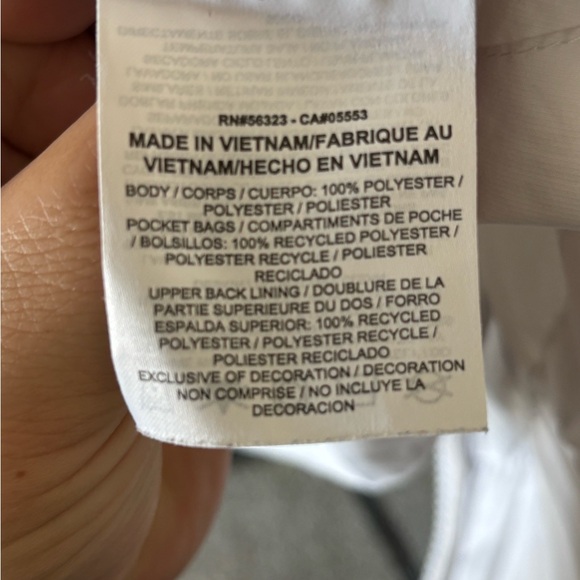 RN#56323 - CA#05553
MADE IN VIETNAM/FABRIQUE AU
VIETNAM/HECHO EN VIETNAM
BODY / CORPS / CUERPO: 100% POLYESTER /
POLYESTER / POLIESTER
POCKET BAGS / COMPARTIMENTS DE POCHE
/ BOLSILLOS: 100% RECYCLED POLYESTER /
POLYESTER RECYCLE / POLIESTER
RECICLADO
UPPER BACK LINING / DOUBLURE DE LA
PARTIE SUPERIEURE DU DOS / FORRO
ESPALDA SUPERIOR: 100% RECYCLED
POLYESTER / POLYESTER RECYCLE /
POLIESTER RECICLADO
EXCLUSIVE OF DECORATION / DECORATION
NON COMPRISE / NO INCLUYE LA
DECORACION